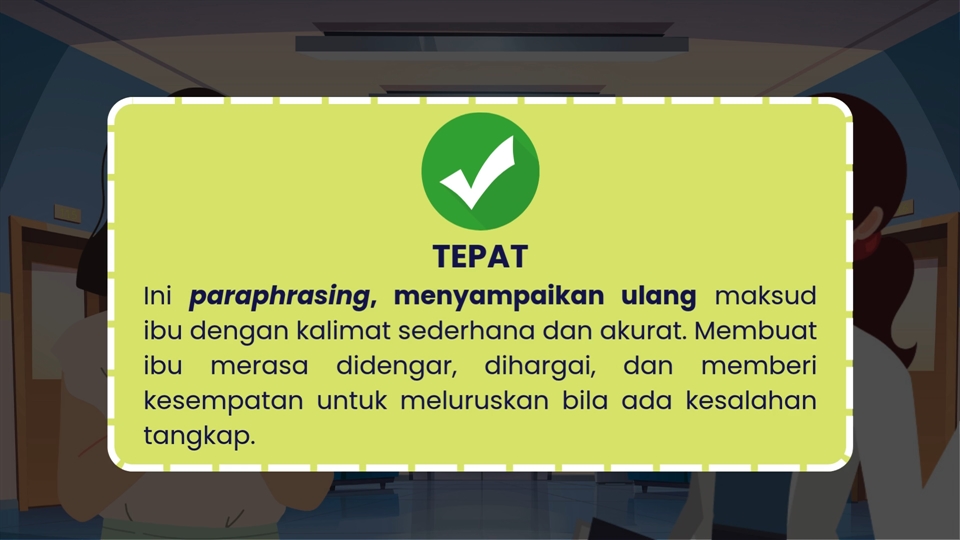 TEPAT
Ini paraphrasing, menyampaikan ulang maksud
ibu dengan kalimat sederhana dan akurat. Membuat
ibu merasa didengar, dihargai, dan memberi
kesempatan untuk meluruskan bila ada kesalahan
tangkap.